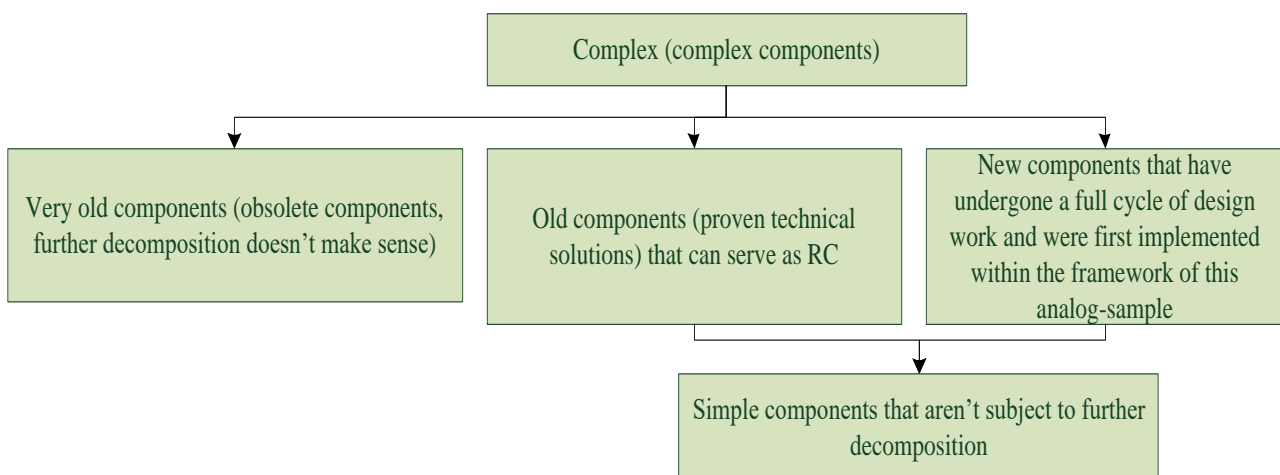 Complex (complex components)
Very old components (obsolete components,
further decomposition doesn't make sense)
Old components (proven technical
solutions) that can serve as RC
New components that have
undergone a full cycle of design
work and were first implemented
within the framework of this
analog-sample
Simple components that aren't subject to further
decomposition